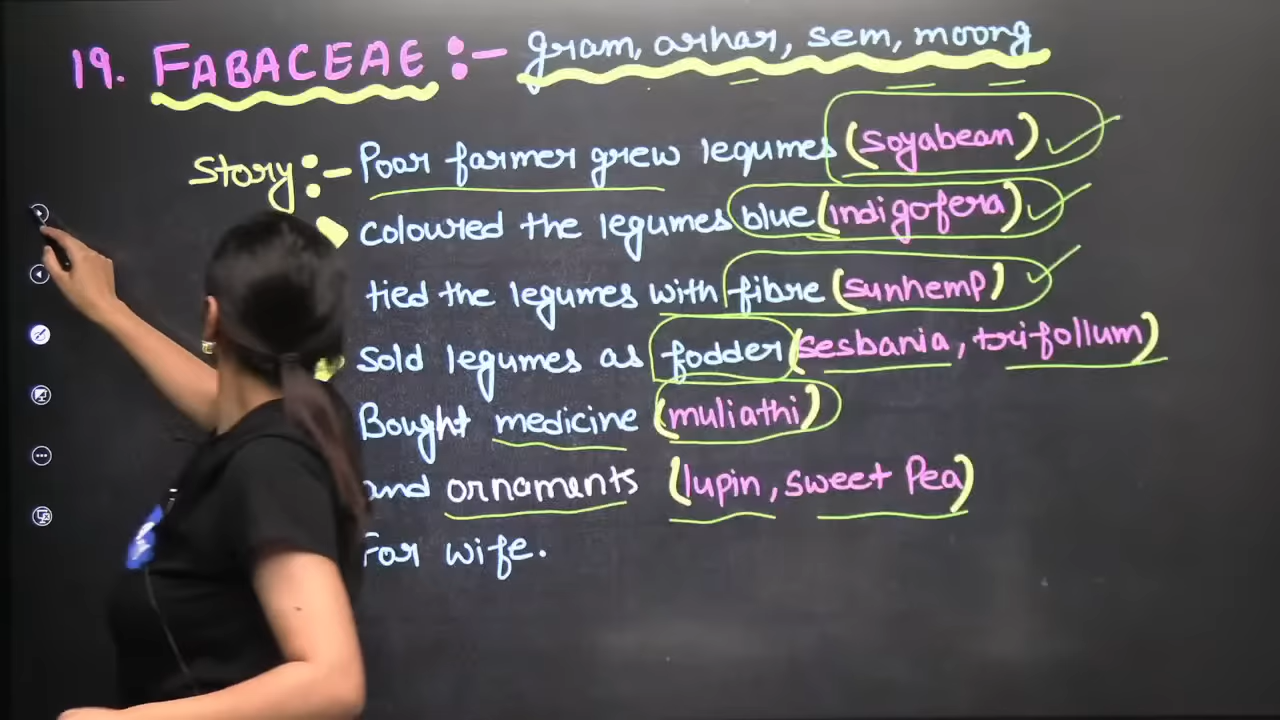 19. FABACEAE :- gram, arhar, sem, moong
Story :- Poor farmer grew legumes (soyabean)
coloured the legumes blue (indigofera)
tied the legumes with fibre (sunhemp)
Sold legumes as fodder (sesbania, trifollum)
Bought medicine (muliathi)
and ornaments (lupin, sweet Pea)
For wife.